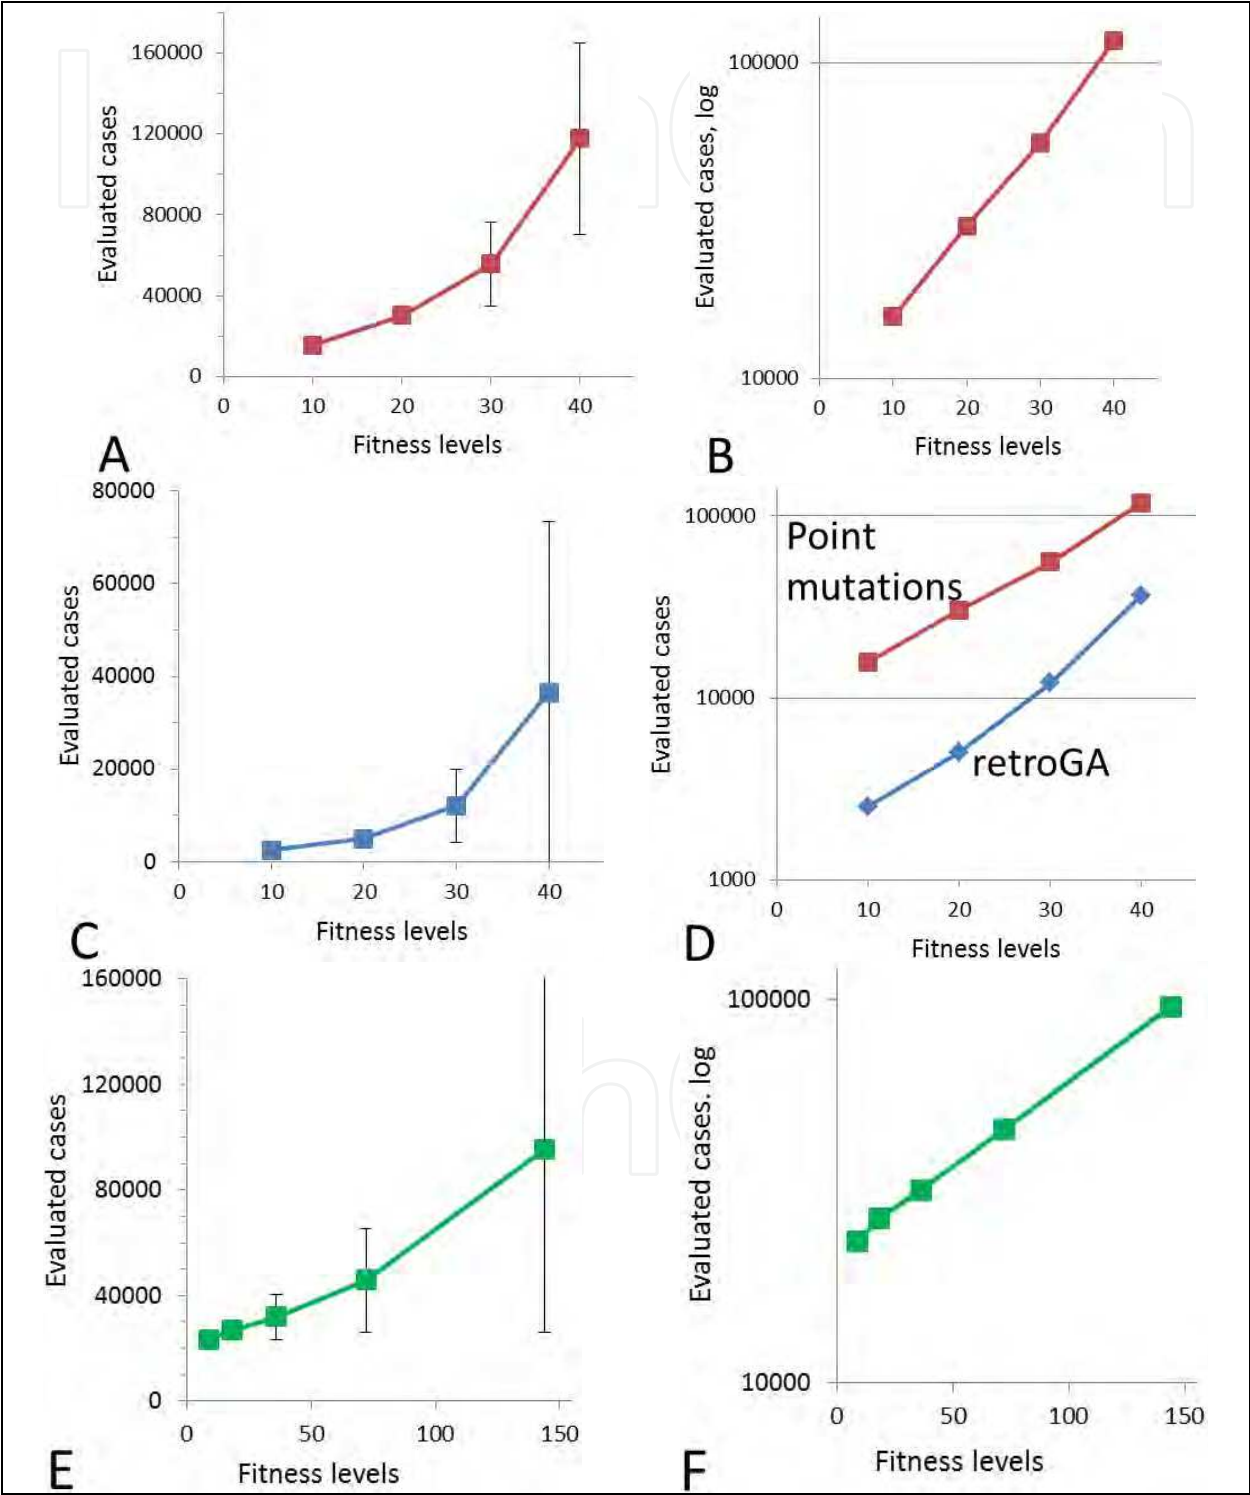 160000
120000
80000
40000
0
Evaluated cases
0 10 20 30 40
Fitness levels
A
100000
10000
Evaluated cases, log
0 10 20 30 40
Fitness levels
B
80000
60000
40000
20000
0
Evaluated cases
0 10 20 30 40
Fitness levels
C
100000
10000
1000
Evaluated cases
Point
mutations
retroGA
0 10 20 30 40
Fitness levels
D
160000
120000
80000
40000
0
Evaluated cases
0 50 100 150
Fitness levels
E
100000
10000
Evaluated cases. log
0 50 100 150
Fitness levels
F